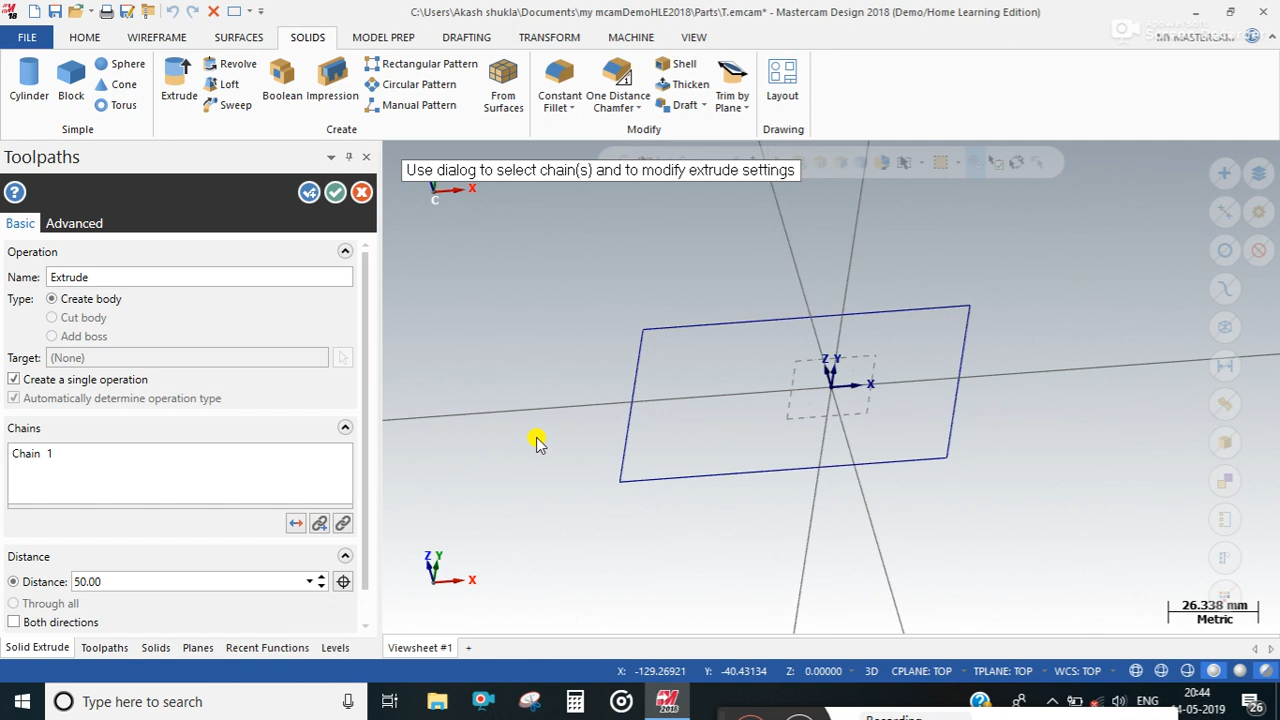 C:\Users\Akash shukla\Documents\my mcamDemoHLE2018\Parts\T.emcam* - Mastercam Design 2018 (Demo/Home Learning Edition)
FILE HOME WIREFRAME SURFACES SOLIDS MODEL PREP DRAFTING TRANSFORM MACHINE VIEW MY MASTERCAM
Cylinder Block Sphere Cone Torus
Simple
Extrude Revolve Loft Sweep Boolean Impression Rectangular Pattern Circular Pattern Manual Pattern From Surfaces
Create
Constant Fillet One Distance Chamfer Shell Thicken Draft Trim by Plane
Modify
Layout
Drawing
Toolpaths
Use dialog to select chain(s) and to modify extrude settings
X
C
Basic Advanced
Operation
Name: Extrude
Type: Create body
Cut body
Add boss
Target: (None)
Create a single operation
Automatically determine operation type
Chains
Chain 1
Distance
Distance: 50.00
Through all
Both directions
Z Y
X
Z Y
X
26.338 mm
Metric
Solid Extrude Toolpaths Solids Planes Recent Functions Levels Viewsheet #1 +
X: -129.26921 Y: -40.43134 Z: 0.00000 3D CPLANE: TOP TPLANE: TOP WCS: TOP
Type here to search
ENG
20:44
26